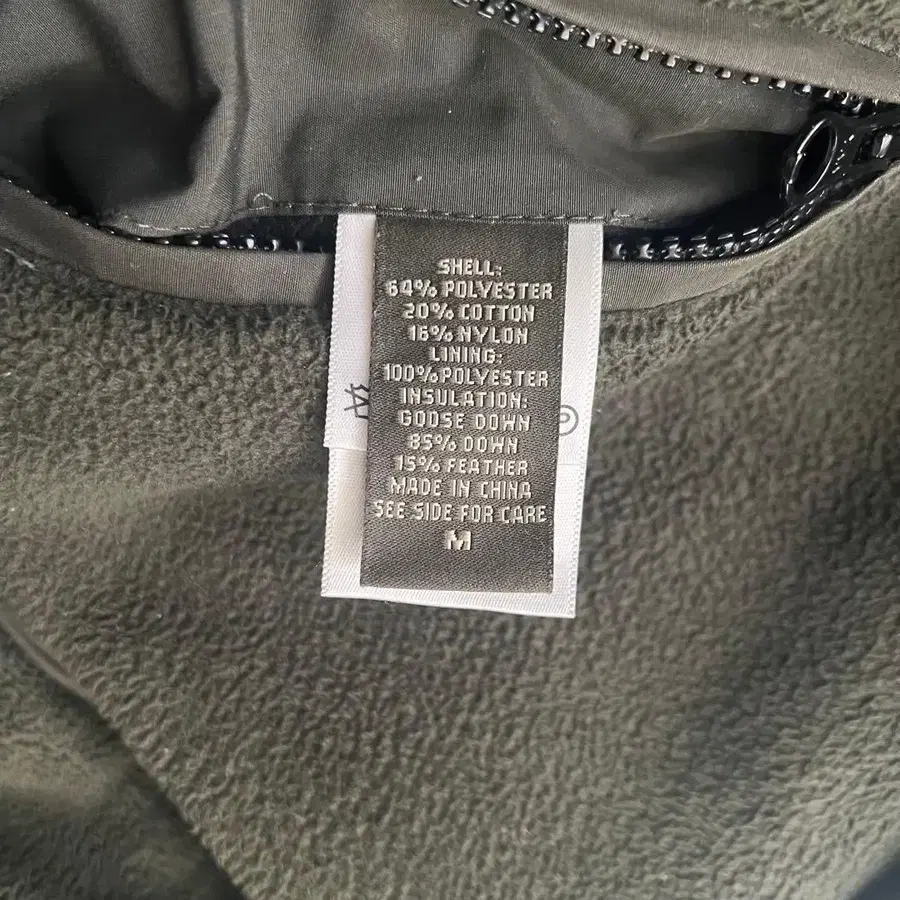 SHELL:
64% POLYESTER
20% COTTON
16% NYLON
LINING:
100% POLYESTER
INSULATION:
GOOSE DOWN
85% DOWN
15% FEATHER
MADE IN CHINA
SEE SIDE FOR CARE
M